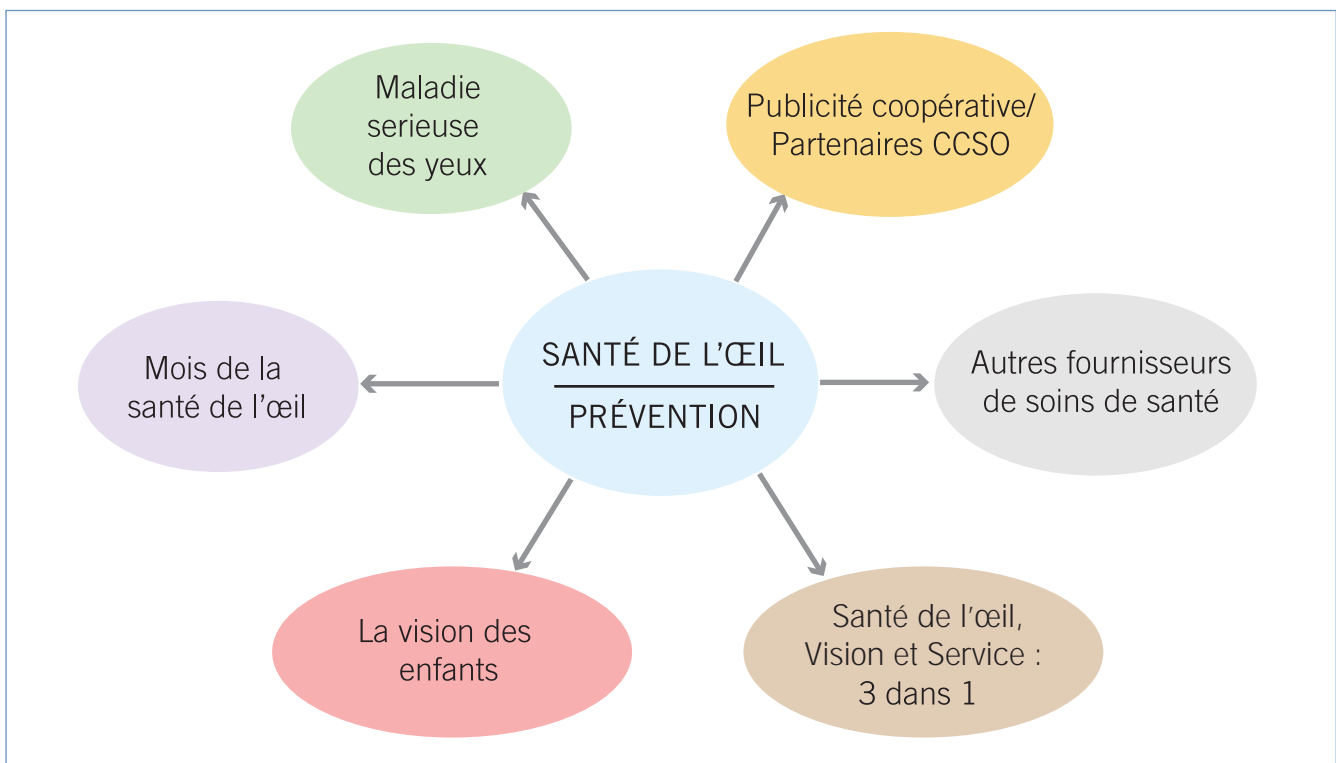 Maladie
serieuse
des yeux
Publicité coopérative/
Partenaires CCSO
SANTÉ DE L'ŒIL
PRÉVENTION
Mois de la
santé de l'œil
Autres fournisseurs
de soins de santé
La vision des
enfants
Santé de l'œil,
Vision et Service :
3 dans 1